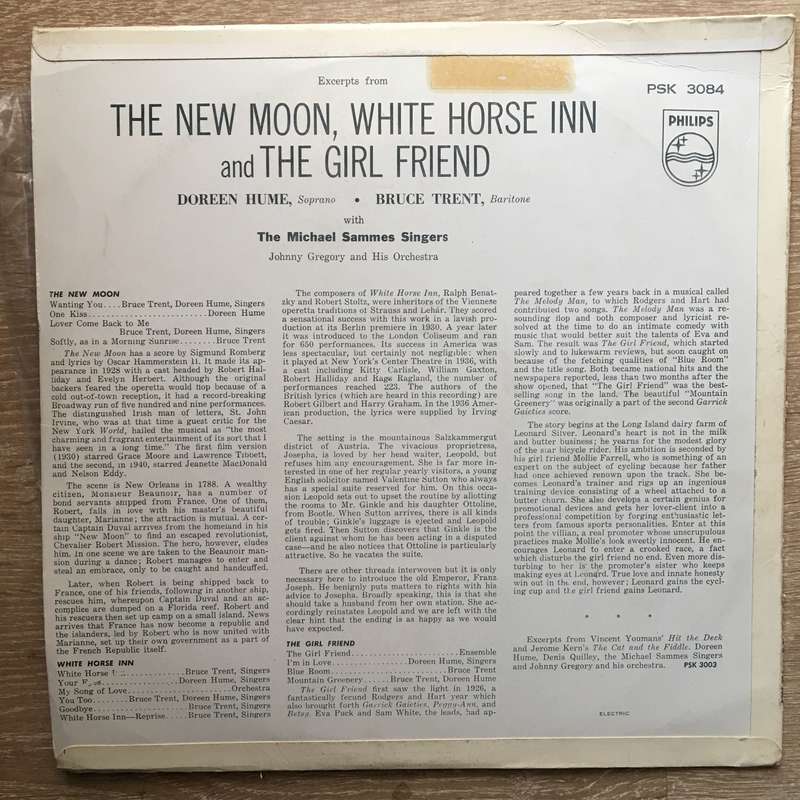 Excerpts from
PSK 3084
THE NEW MOON, WHITE HORSE INN
and THE GIRL FRIEND
PHILIPS
DOREEN HUME, Soprano • BRUCE TRENT, Baritone
with
The Michael Sammes Singers
Johnny Gregory and His Orchestra
THE NEW MOON
Wanting You....Bruce Trent, Doreen Hume, Singers
One Kiss..............................Doreen Hume
Lover Come Back to Me
Bruce Trent, Doreen Hume, Singers
Softly, as in a Morning Sunrise........Bruce Trent
The New Moon has a score by Sigmund Romberg
and lyrics by Oscar Hammerstein II. It made its ap-
pearance in 1928 with a cast headed by Robert Hal-
liday and Evelyn Herbert. Although the original
backers feared the operetta would flop because of a
cold out-of-town reception, it had a record-breaking
Broadway run of five hundred and nine performances.
The distinguished Irish man of letters, St. John
Irvine, who was at that time a guest critic for the
New York World, hailed the musical as "the most
charming and fragrant entertainment of its sort that I
have seen in a long time." The first film version
(1930) starred Grace Moore and Lawrence Tibbett,
and the second, in 1940, starred Jeanette MacDonald
and Nelson Eddy.
The scene is New Orleans in 1788. A wealthy
citizen, Monsieur Beaunoir, has a number of
bond servants shipped from France. One of them,
Robert, falls in love with his master's beautiful
daughter, Marianne; the attraction is mutual. A cer-
tain Captain Duval arrives from the homeland in his
ship "New Moon" to find an escaped revolutionist,
Chevalier Robert Mission. The hero, however, eludes
him. In one scene we are taken to the Beaunoir man-
sion during a dance; Robert manages to enter and
steal an embrace, only to be caught and handcuffed.
Later, when Robert is being shipped back to
France, one of his friends, following in another ship,
rescues him, whereupon Captain Duval and an ac-
complice are dumped on a Florida reef. Robert and
his rescuers then set up camp on a small island. News
arrives that France has now become a republic and
the islanders, led by Robert who is now united with
Marianne, set up their own government as a part of
the French Republic itself.
WHITE HORSE INN
White Horse ...............Bruce Trent, Singers
Your ..................Doreen Hume, Singers
My Song of Love......................Orchestra
You Too........Bruce Trent, Doreen Hume, Singers
Goodbye....................Bruce Trent, Singers
White Horse Inn—Reprise....Bruce Trent, Singers
The composers of White Horse Inn, Ralph Benat-
zky and Robert Stoltz, were inheritors of the Viennese
operetta traditions of Strauss and Lehár. They scored
a sensational success with this work in a lavish pro-
duction at its Berlin premiere in 1930. A year later
it was introduced to the London Coliseum and ran
for 650 performances. Its success in America was
less spectacular, but certainly not negligible: when
it played at New York's Center Theatre in 1936, with
a cast including Kitty Carlisle, William Gaxton,
Robert Halliday and Rags Ragland, the number of
performances reached 223. The authors of the
British lyrics (which are heard in this recording) are
Robert Gilbert and Harry Graham. In the 1936 Amer-
ican production, the lyrics were supplied by Irving
Caesar.
The setting is the mountainous Salzkammergut
district of Austria. The vivacious proprietress,
Josepha, is loved by her head waiter, Leopold, but
refuses him any encouragement. She is far more in-
terested in one of her regular yearly visitors, a young
English solicitor named Valentine Sutton who always
has a special suite reserved for him. On this occa-
sion Leopold sets out to upset the routine by allotting
the rooms to Mr. Ginkle and his daughter Ottoline,
from Bootle. When Sutton arrives, there is all kinds
of trouble; Ginkle's luggage is ejected and Leopold
gets fired. Then Sutton discovers that Ginkle is the
client against whom he has been acting in a disputed
case—and he also notices that Ottoline is particularly
attractive. So he vacates the suite.
There are other threads interwoven but it is only
necessary here to introduce the old Emperor, Franz
Joseph. He benignly puts matters to rights with his
advice to Josepha. Broadly speaking, this is that she
should take a husband from her own station. She ac-
cordingly reinstates Leopold and we are left with the
clear hint that the ending is as happy as we would
have expected.
THE GIRL FRIEND
The Girl Friend.......................Ensemble
I'm in Love................Doreen Hume, Singers
Blue Room..........................Bruce Trent
Mountain Greenery......Bruce Trent, Doreen Hume
The Girl Friend first saw the light in 1926, a
fantastically fecund Rodgers and Hart year which
also brought forth Garrick Gaieties, Peggy-Ann, and
Betsy. Eva Puck and Sam White, the leads, had ap-
peared together a few years back in a musical called
The Melody Man, to which Rodgers and Hart had
contributed two songs. The Melody Man was a re-
sounding flop and both composer and lyricist re-
solved at the time to do an intimate comedy with
music that would better suit the talents of Eva and
Sam. The result was The Girl Friend, which started
slowly and to lukewarm reviews, but soon caught on
because of the fetching qualities of "Blue Room"
and the title song. Both became national hits and the
newspapers reported, less than two months after the
show opened, that "The Girl Friend" was the best-
selling song in the land. The beautiful "Mountain
Greenery" was originally a part of the second Garrick
Gaieties score.
The story begins at the Long Island dairy farm of
Leonard Silver. Leonard's heart is not in the milk
and butter business; he yearns for the modest glory
of the star bicycle rider. His ambition is seconded by
his girl friend Mollie Farrell, who is something of an
expert on the subject of cycling because her father
had once achieved renown upon the track. She be-
comes Leonard's trainer and rigs up an ingenious
training device consisting of a wheel attached to a
butter churn. She also develops a certain genius for
promotional devices and gets her lover-client into a
professional competition by forging enthusiastic let-
ters from famous sports personalities. Enter at this
point the villian, a real promoter whose unscrupulous
practices make Mollie's look sweetly innocent. He en-
courages Leonard to enter a crooked race, a fact
which disturbs the girl friend no end. Even more dis-
turbing to her is the promoter's sister who keeps
making eyes at Leonard. True love and innate honesty
win out in the end, however; Leonard gains the cycl-
ing cup and the girl friend gains Leonard.
* * *
Excerpts from Vincent Youmans' Hit the Deck
and Jerome Kern's The Cat and the Fiddle. Doreen
Hume, Denis Quilley, the Michael Sammes Singers
and Johnny Gregory and his orchestra. PSK 3003
ELECTRIC